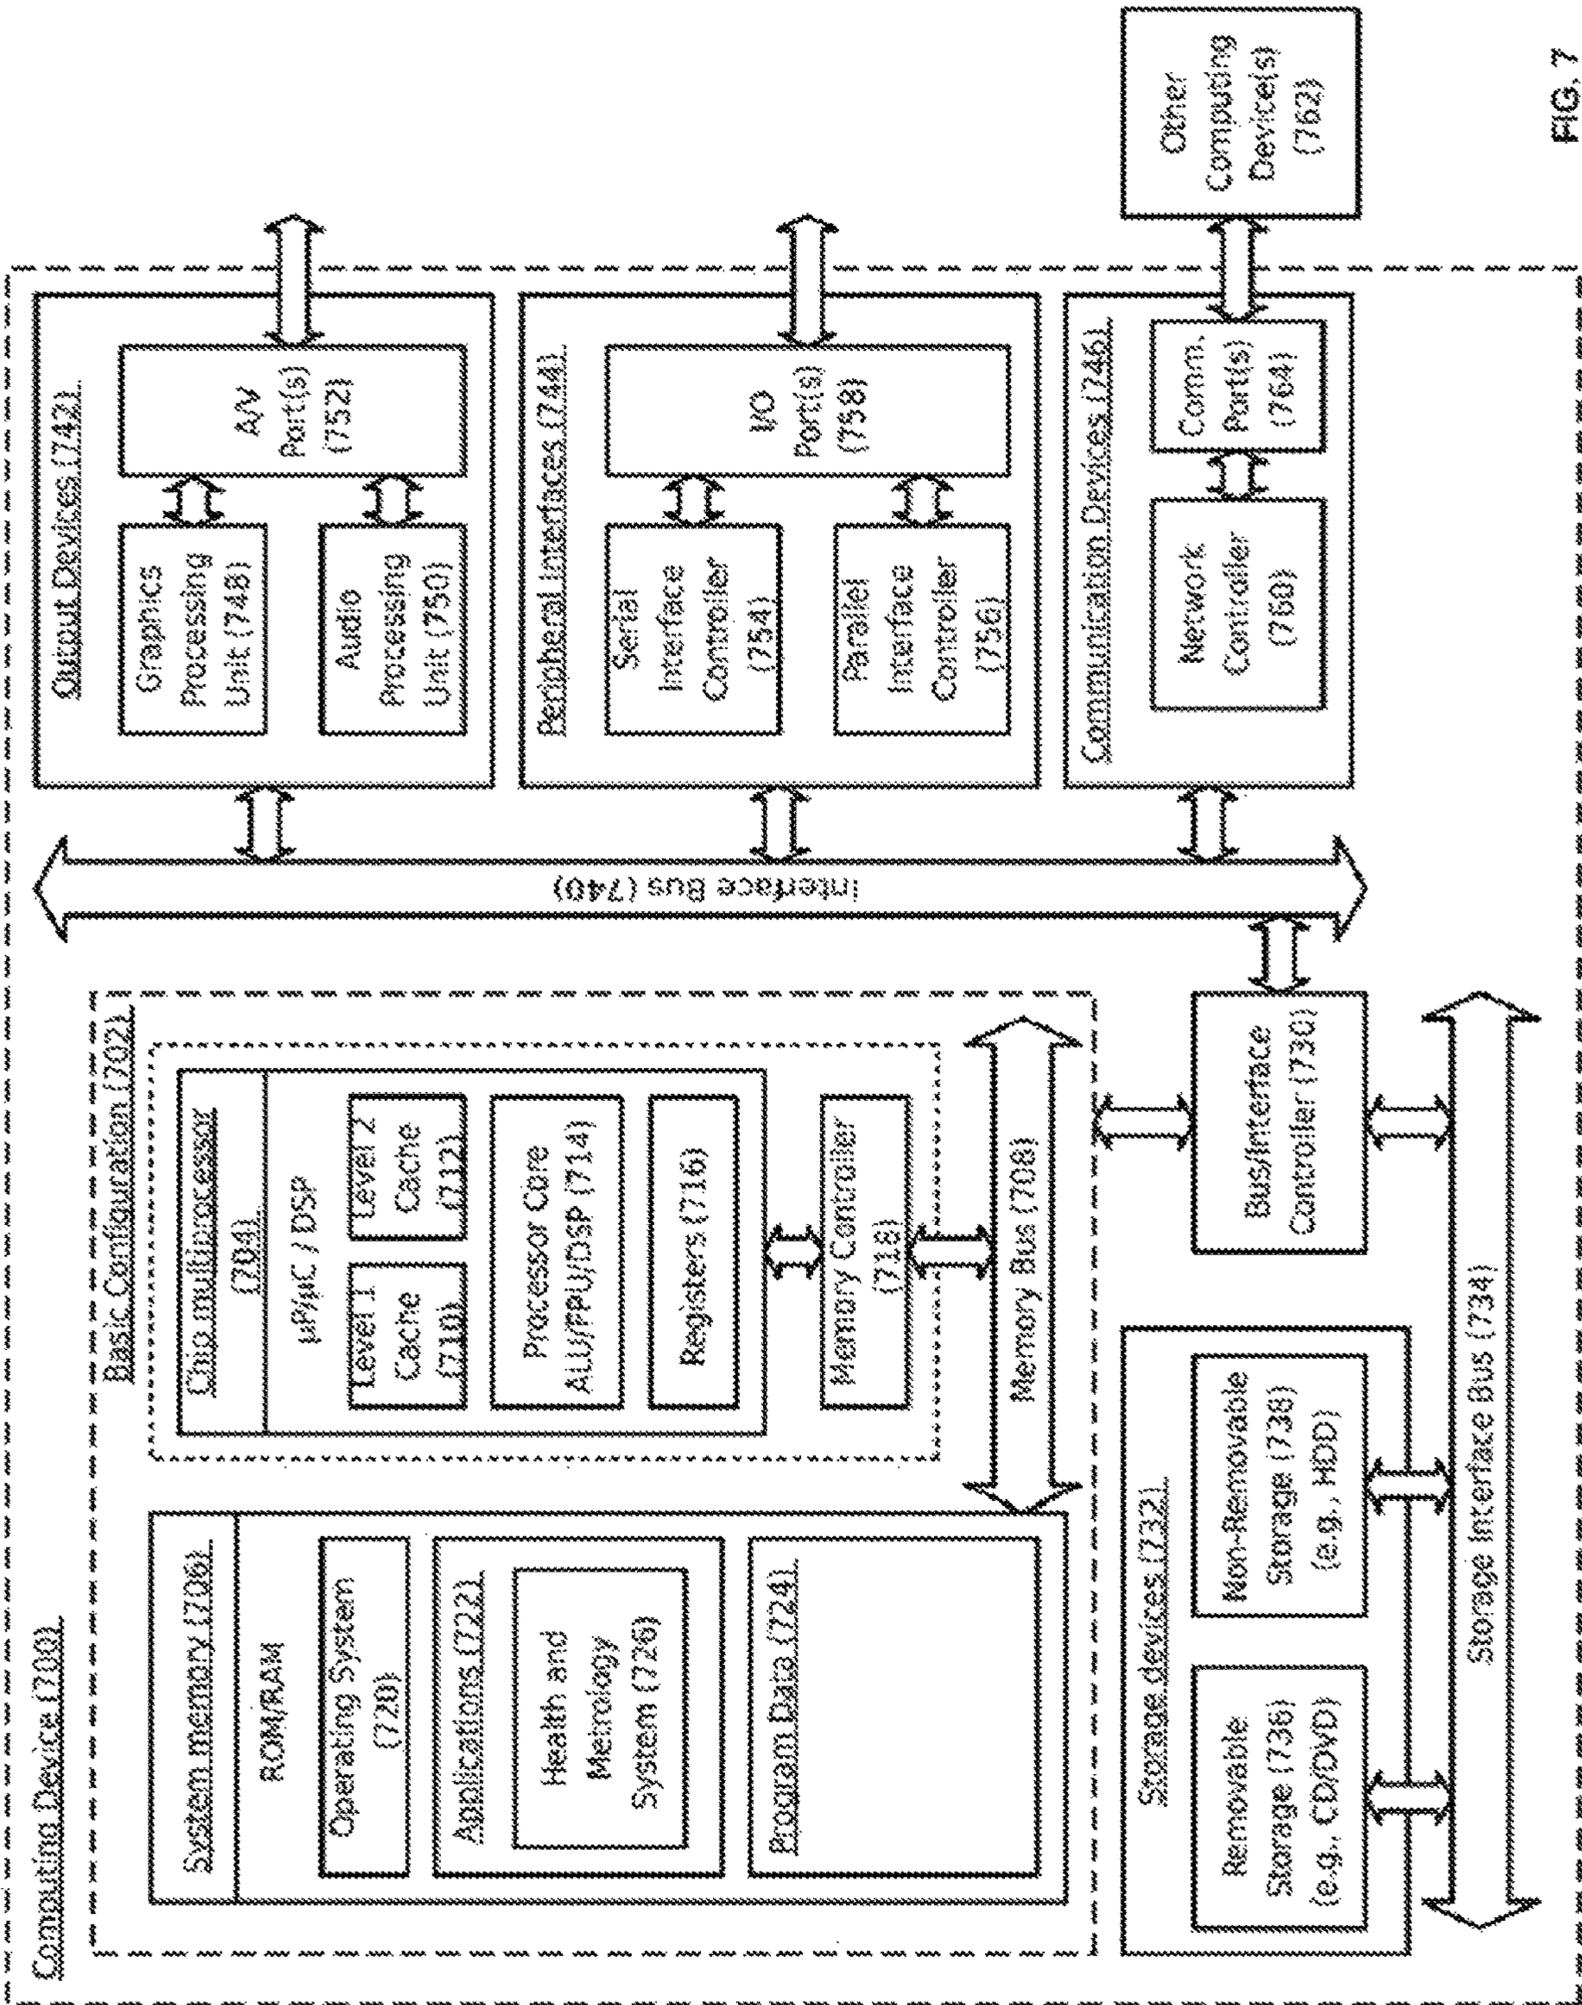 Computing Device (700)
Basic Configuration (702)
System memory (706)
ROM/RAM
Operating System
(720)
Applications (722)
Health and
Metrology
System (726)
Program Data (724)
Chip multiprocessor
(704)
µP/µC / DSP
Level 1
Cache
(710)
Level 2
Cache
(712)
Processor Core
ALU/FPU/DSP (714)
Registers (716)
Memory Controller
(718)
Memory Bus (708)
Storage devices (732)
Removable
Storage (736)
(e.g., CD/DVD)
Non-Removable
Storage (738)
(e.g., HDD)
Bus/Interface
Controller (730)
Storage Interface Bus (734)
Interface Bus (740)
Output Devices (742)
Graphics
Processing
Unit (748)
Audio
Processing
Unit (750)
A/V
Port(s)
(752)
Peripheral Interfaces (744)
Serial
Interface
Controller
(754)
Parallel
Interface
Controller
(756)
I/O
Port(s)
(758)
Communication Devices (746)
Network
Controller
(760)
Comm.
Port(s)
(764)
Other
Computing
Device(s)
(762)
FIG. 7